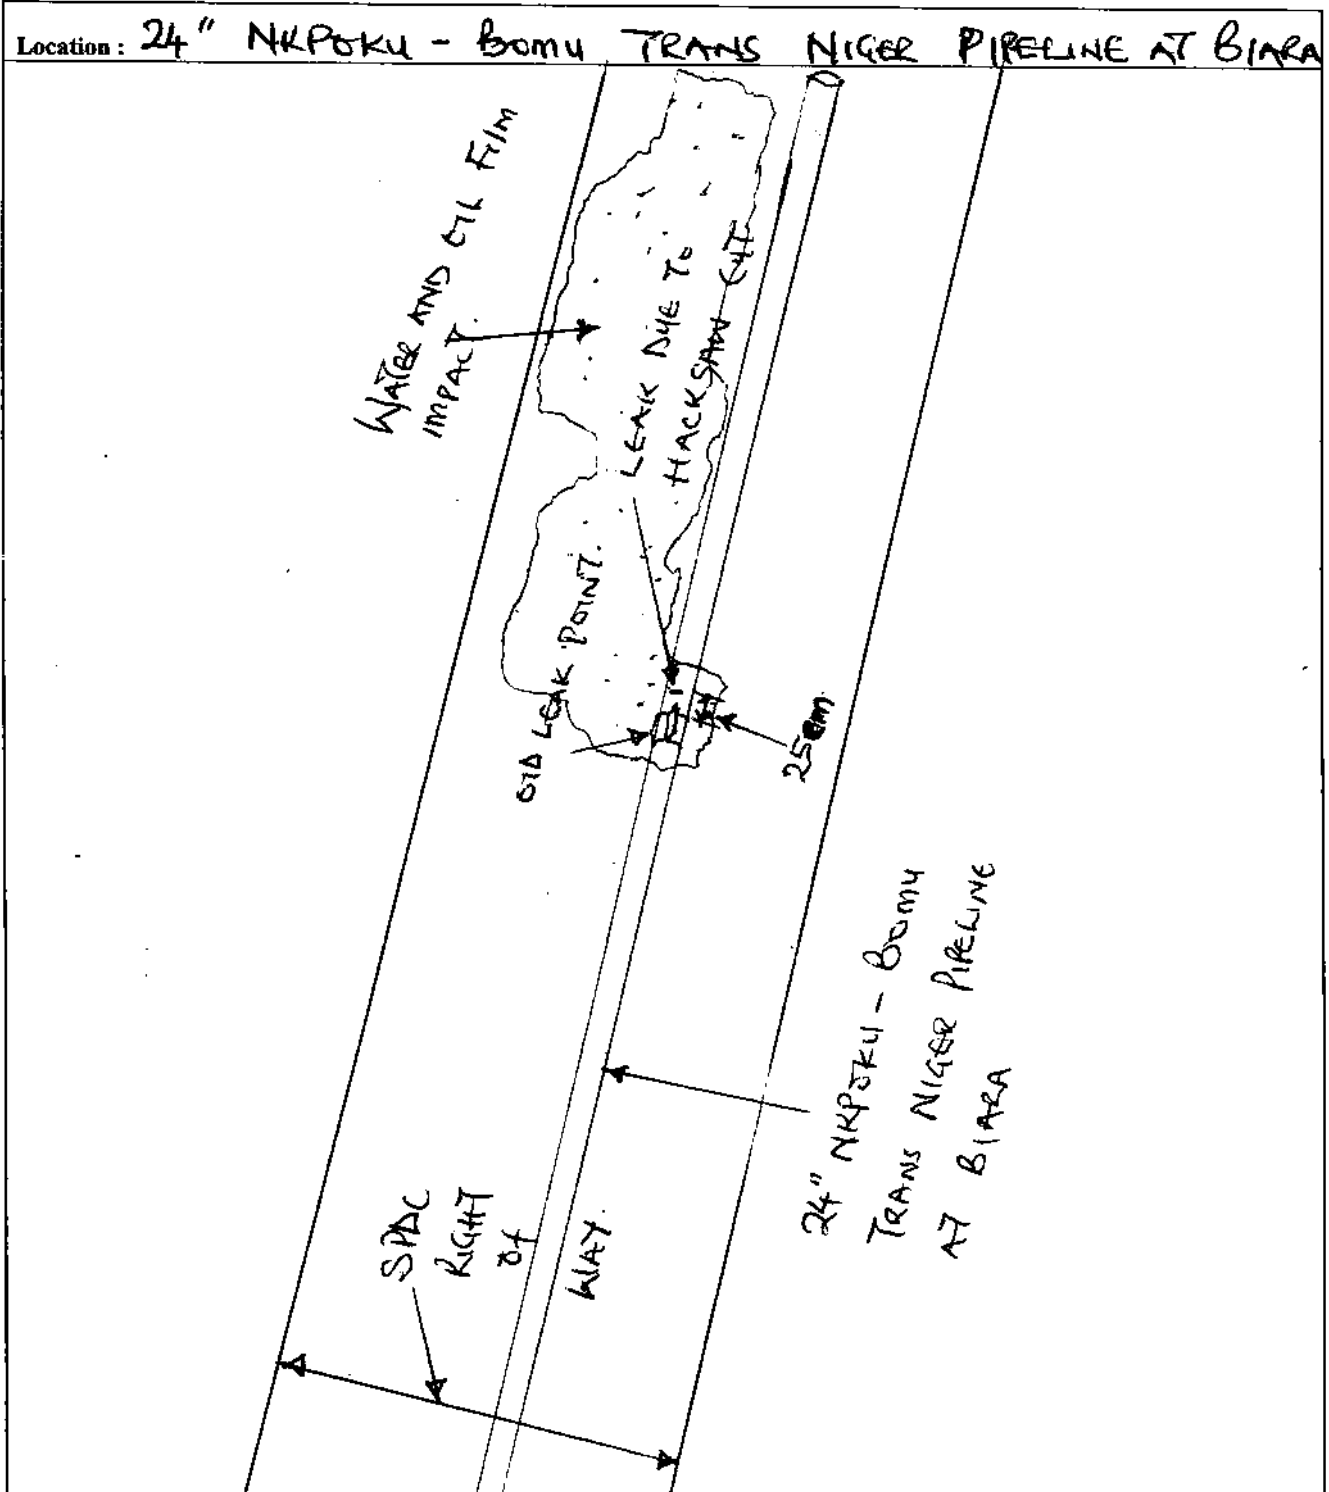 Location : 24" NKPOKU - BOMU TRANS NIGER PIPELINE AT BIARA
WATER AND OIL FILM
IMPACT.
LEAK DUE TO
HACKSAW CUT
OLD LEAK POINT.
25cm
24" NKPOKU - BOMU
TRANS NIGER PIPELINE
AT BIARA
SPDC
RIGHT
OF
WAY.